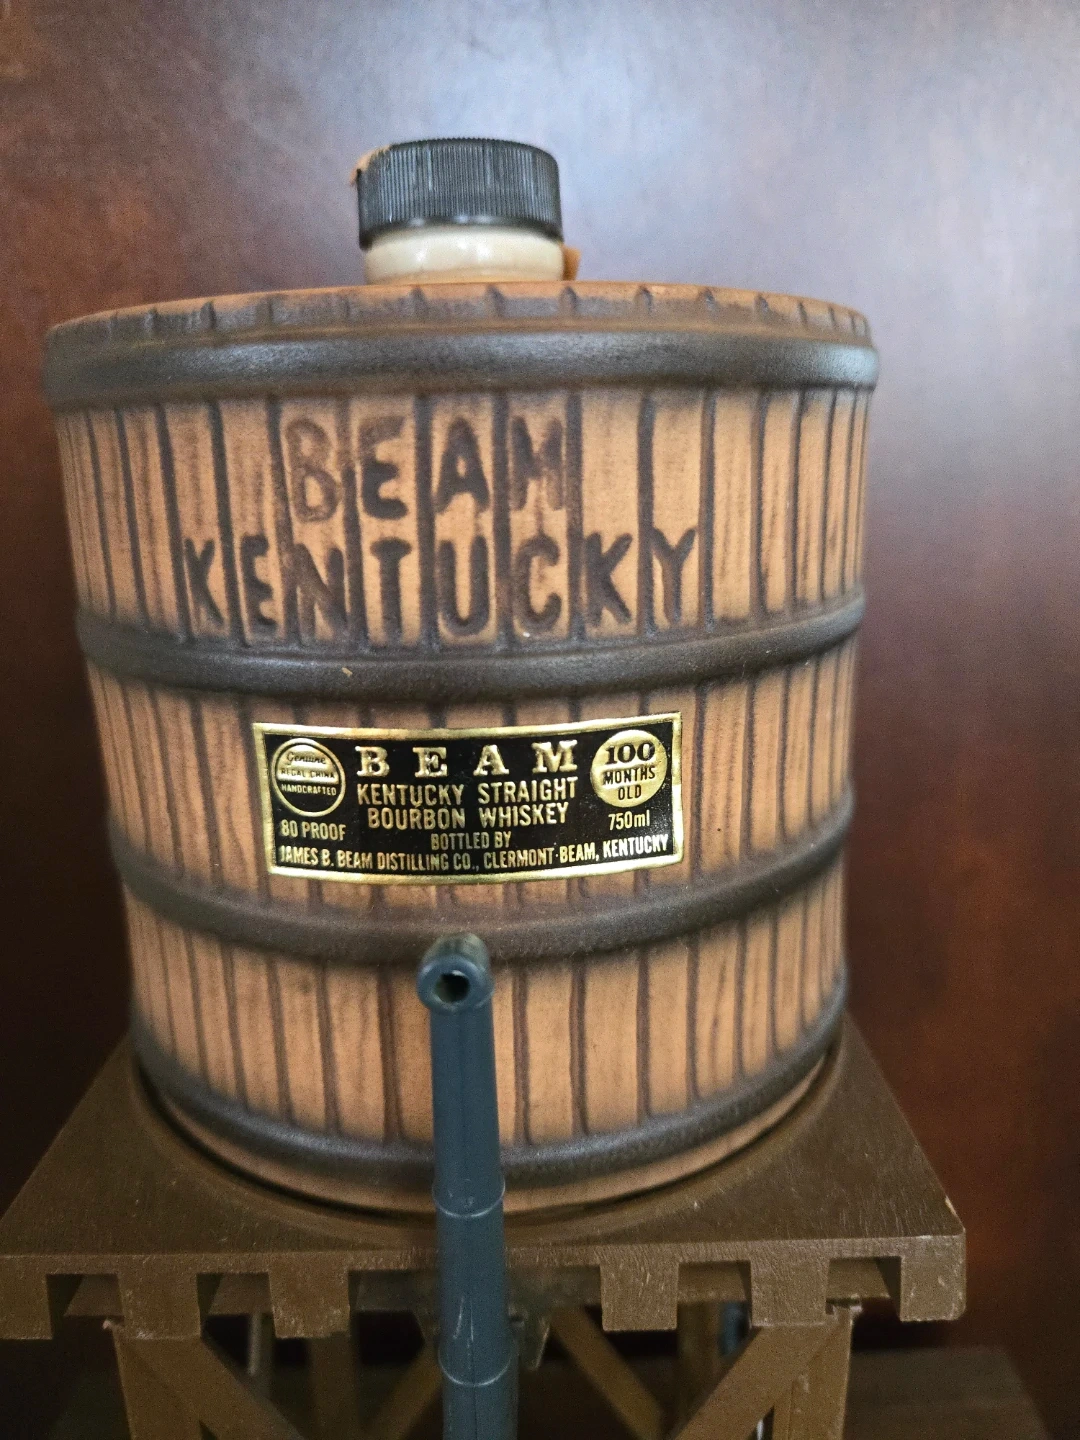 BEAM
KENTUCKY
Genuine
REGAL CHINA
HANDCRAFTED
BEAM
100
MONTHS
OLD
KENTUCKY STRAIGHT
BOURBON WHISKEY
80 PROOF
750ml
BOTTLED BY
JAMES B. BEAM DISTILLING CO., CLERMONT·BEAM, KENTUCKY